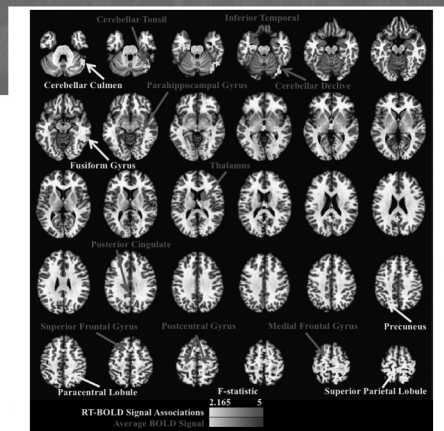 Cerebellar Tonsil
Inferior Temporal
Cerebellar Culmen
Parahippocampal Gyrus
Cerebellar Declive
Fusiform Gyrus
Thalamus
Posterior Cingulate
Superior Frontal Gyrus
Postcentral Gyrus
Medial Frontal Gyrus
Precuneus
Paracentral Lobule
F-statistic
Superior Parietal Lobule
2.165 5
RT-BOLD Signal Associations
Average BOLD Signal